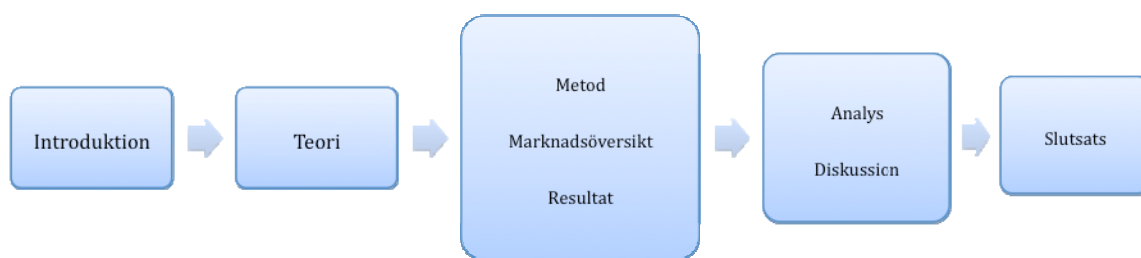 Introduktion
Teori
Metod
Marknadsöversikt
Resultat
Analys
Diskussicn
Slutsats